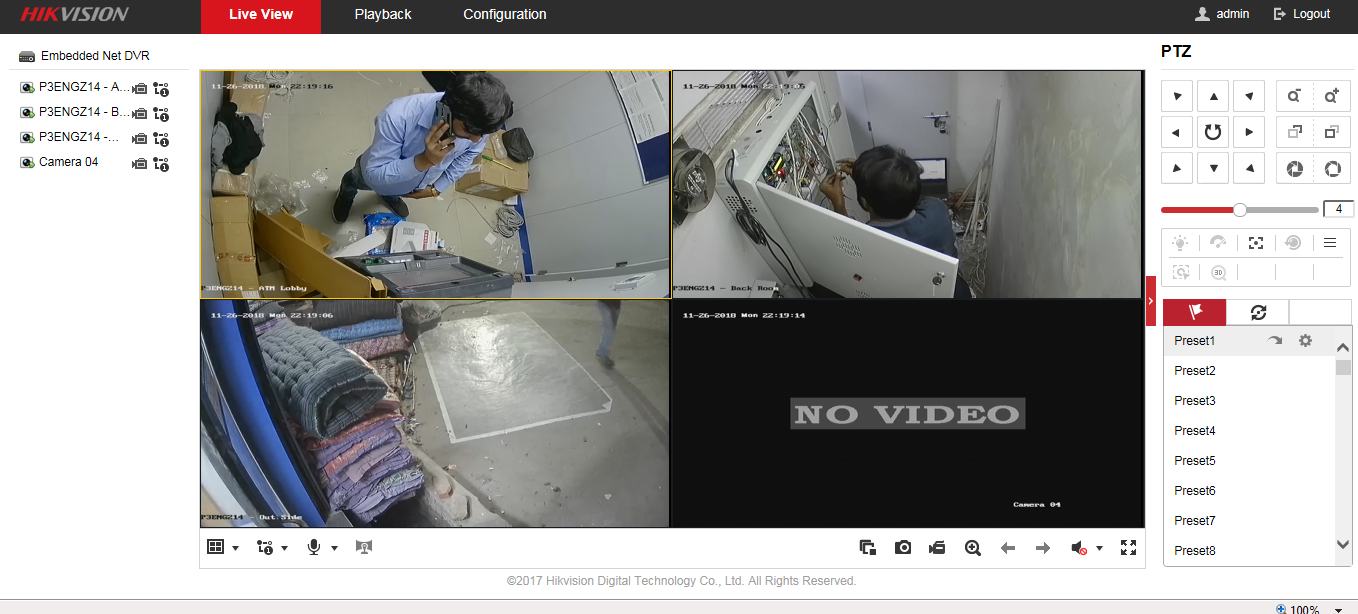 HIKVISION
Live View
Playback
Configuration
admin
Logout
Embedded Net DVR
P3ENGZ14 - A...
P3ENGZ14 - B...
P3ENGZ14 -...
Camera 04
11-26-2018 Mon 22:19:16
P3ENGZ14 - ATM Lobby
11-26-2018 Mon 22:19:15
P3ENGZ14 - Back Roo
11-26-2018 Mon 22:19:06
P3ENGZ14 - Out Side
11-26-2018 Mon 22:19:14
NO VIDEO
Camera 04
PTZ
4
3D
Preset1
Preset2
Preset3
Preset4
Preset5
Preset6
Preset7
Preset8
©2017 Hikvision Digital Technology Co., Ltd. All Rights Reserved.
100%